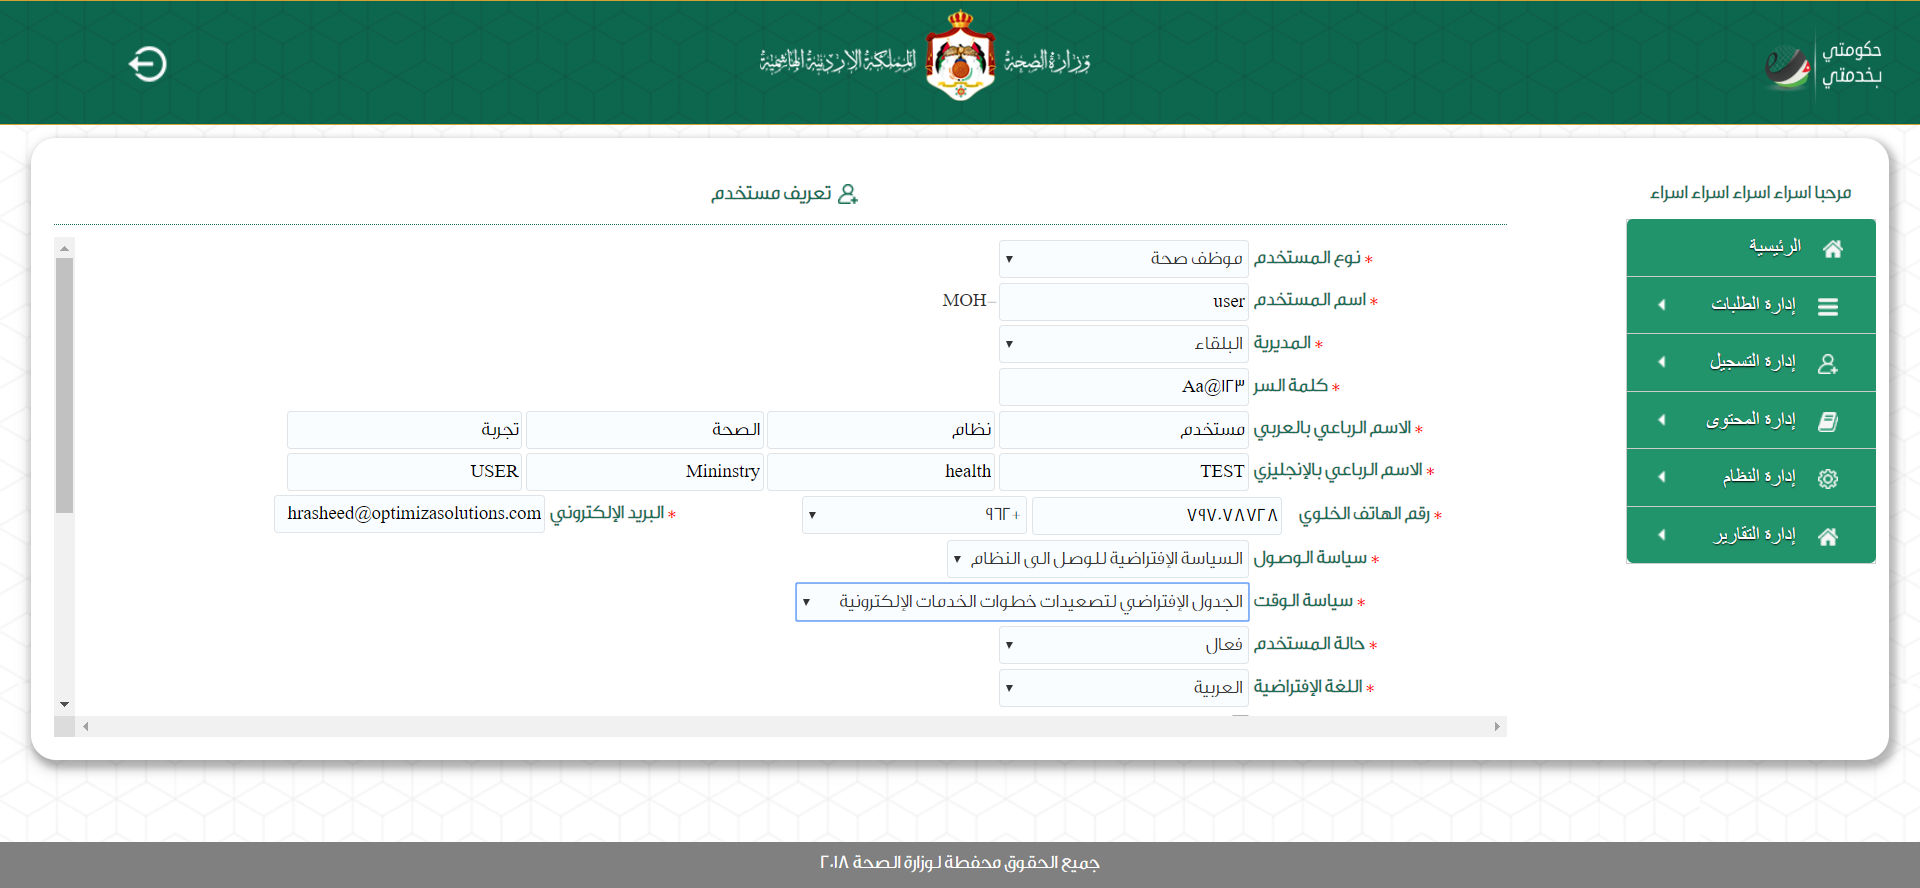 حكومتي
بخدمتي
وزارة الصحة
المملكة الاردنية الهاشمية
مرحبا اسراء اسراء اسراء اسراء
الرئيسية
إدارة الطلبات
إدارة التسجيل
إدارة المحتوى
إدارة النظام
إدارة التقارير
تعريف مستخدم
* نوع المستخدم موظف صحة
* اسم المستخدم user MOH-
* المديرية البلقاء
* كلمة السر Aa@١٢٣
* الاسم الرباعي بالعربي مستخدم نظام الصحة تجربة
* الاسم الرباعي بالإنجليزي TEST health Mininstry USER
* رقم الهاتف الخلوي ٧٩٧٠٧٨٧٢٨ +٩٦٢ * البريد الإلكتروني hrasheed@optimizasolutions.com
* سياسة الوصول السياسة الإفتراضية للوصل الى النظام
* سياسة الوقت الجدول الإفتراضي لتصعيدات خطوات الخدمات الإلكترونية
* حالة المستخدم فعال
* اللغة الإفتراضية العربية
جميع الحقوق محفطة لوزارة الصحة ٢٠١٨